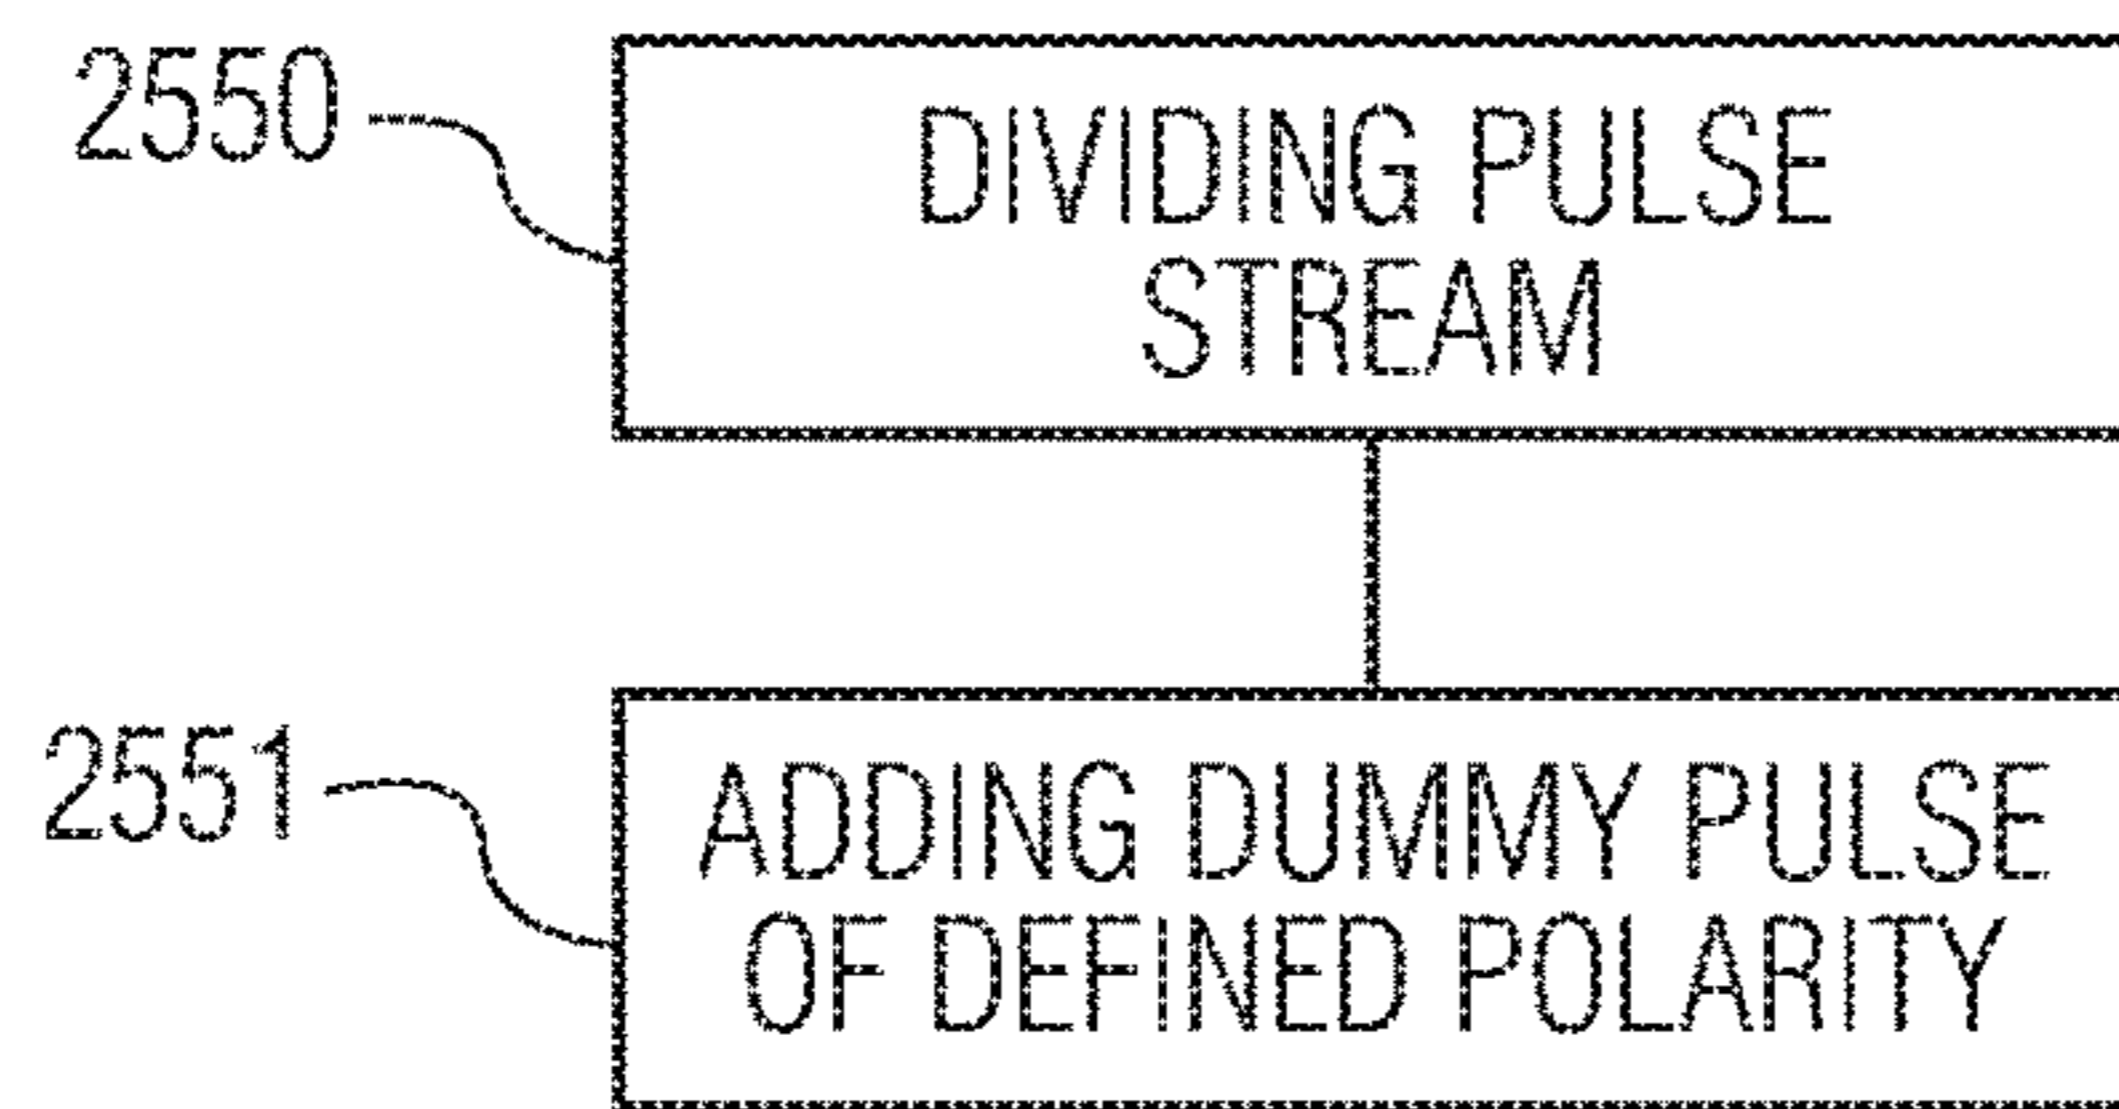 2550
DIVIDING PULSE
STREAM
2551
ADDING DUMMY PULSE
OF DEFINED POLARITY